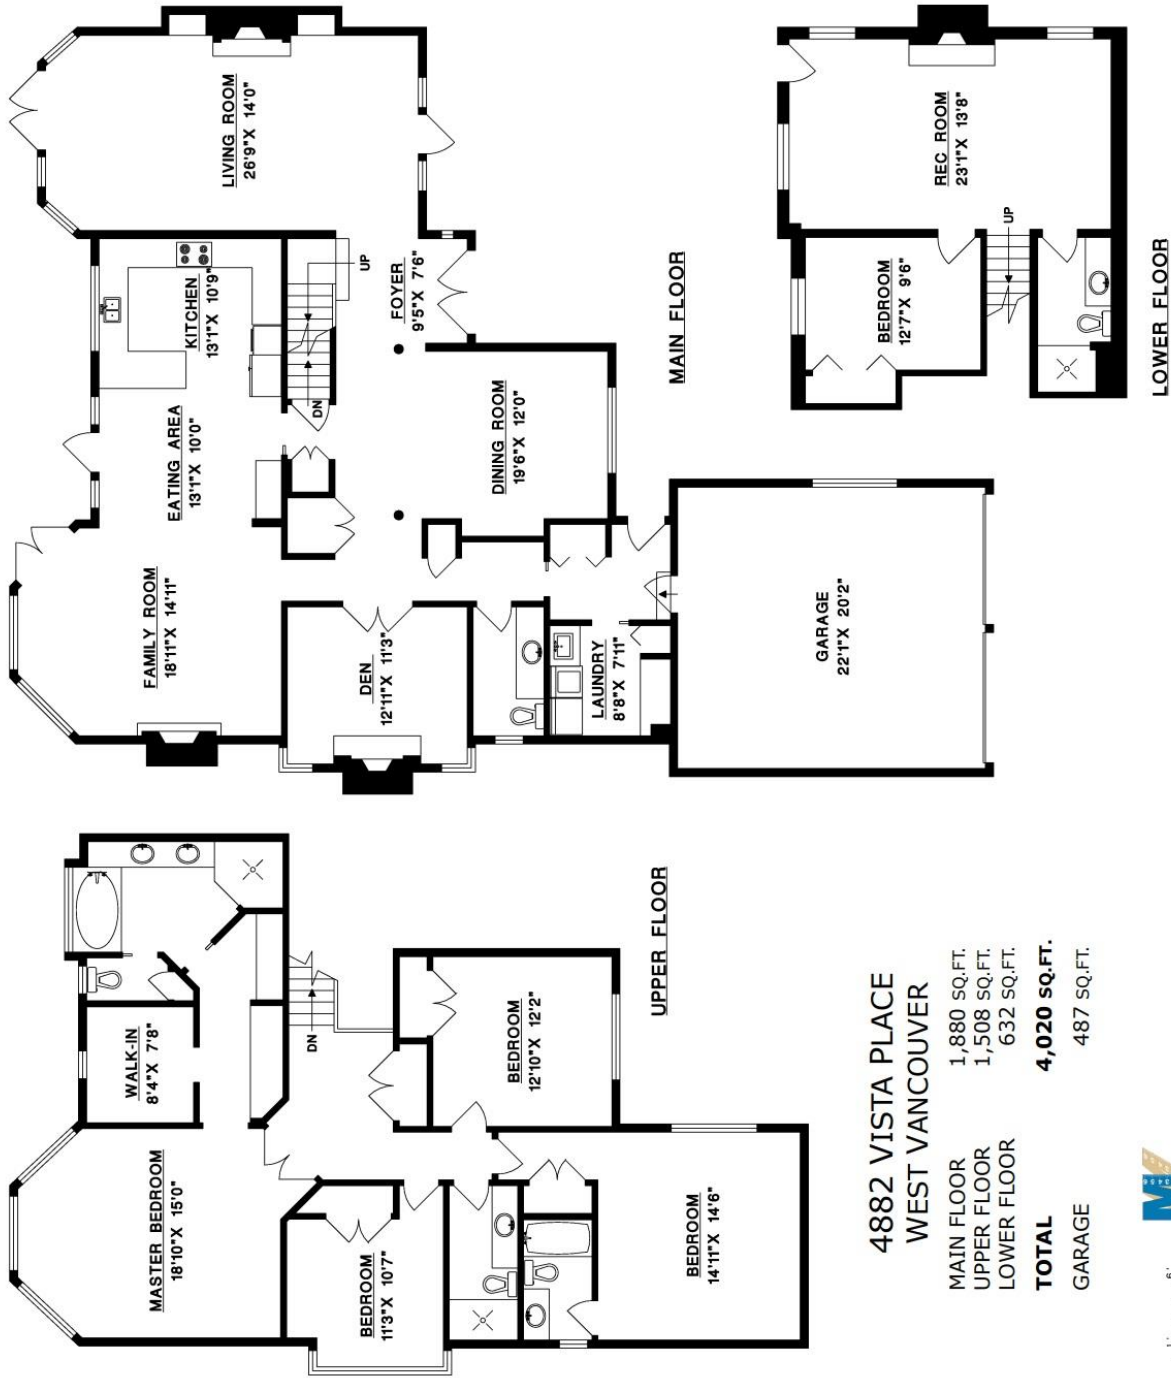 LIVING ROOM
26'9"X 14'0"
KITCHEN
13'1"X 10'9"
UP
FOYER
9'5"X 7'6"
DN
EATING AREA
13'1"X 10'0"
DINING ROOM
19'6"X 12'0"
FAMILY ROOM
18'11"X 14'11"
DEN
12'11"X 11'3"
LAUNDRY
8'8"X 7'11"
GARAGE
22'1"X 20'2"
MAIN FLOOR
REC ROOM
23'1"X 13'8"
UP
BEDROOM
12'7"X 9'6"
LOWER FLOOR
WALK-IN
8'4"X 7'8"
DN
MASTER BEDROOM
18'10"X 15'0"
BEDROOM
12'10"X 12'2"
BEDROOM
11'3"X 10'7"
BEDROOM
14'11"X 14'6"
UPPER FLOOR
4882 VISTA PLACE
WEST VANCOUVER
MAIN FLOOR 1,880 SQ.FT.
UPPER FLOOR 1,508 SQ.FT.
LOWER FLOOR 632 SQ.FT.
TOTAL 4,020 SQ.FT.
GARAGE 487 SQ.FT.